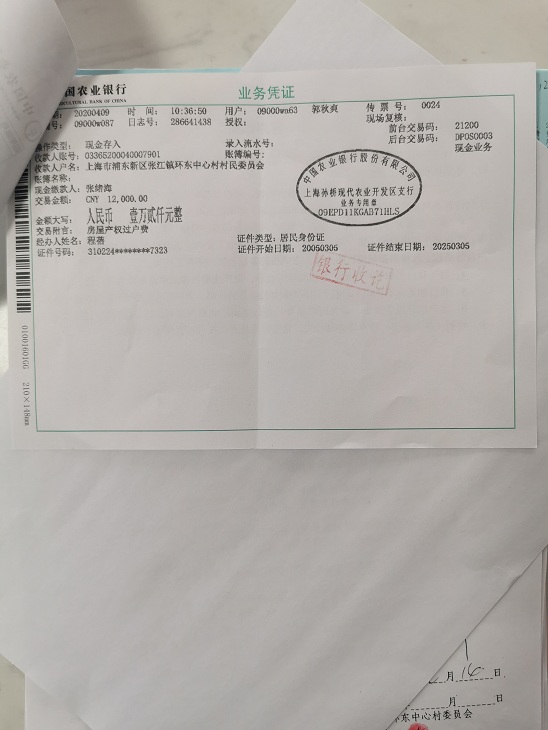 国农业银行
业务凭证
AGRICULTURAL BANK OF CHINA
20200409 时 间: 10:36:50 用户: 09000wa63 郭秋爽 传 票 号: 0024
号: 09000w087 日志号: 286641438 授权: 现场复核:
前台交易码: 21200
后台交易码: DPOS0003
操作类型: 现金存入 录入流水号: 现金业务
收款人账号: 03365200040007901 账簿编号:
收款人户名: 上海市浦东新区张江镇环东中心村村民委员会
账簿名称:
现金缴款人: 张绪海
交易金额: CNY 12,000.00
金额大写: 人民币 壹万贰仟元整
交易附言: 房屋产权过户费
经办人姓名: 程蓓 证件类型: 居民身份证
证件号码: 310224********7323 证件开始日期: 20050305 证件结束日期: 20250305
中国农业银行股份有限公司
上海孙桥现代农业开发区支行
业务专用章
09EPD11KGAB71HLS
银行收讫
210×148mm
月 日
月 日
环东中心村委员会